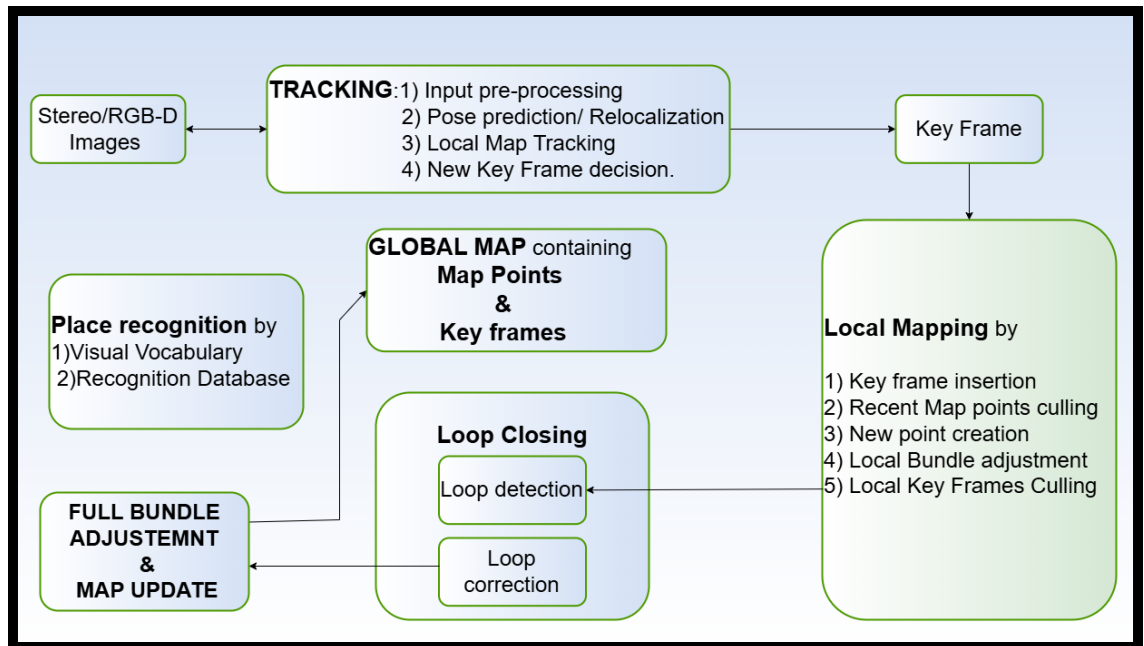 Stereo/RGB-D
Images
TRACKING:1) Input pre-processing
2) Pose prediction/ Relocalization
3) Local Map Tracking
4) New Key Frame decision.
Key Frame
GLOBAL MAP containing
Map Points
&
Key frames
Place recognition by
1)Visual Vocabulary
2)Recognition Database
Local Mapping by
1) Key frame insertion
2) Recent Map points culling
3) New point creation
4) Local Bundle adjustment
5) Local Key Frames Culling
Loop Closing
Loop detection
Loop
correction
FULL BUNDLE
ADJUSTEMNT
&
MAP UPDATE